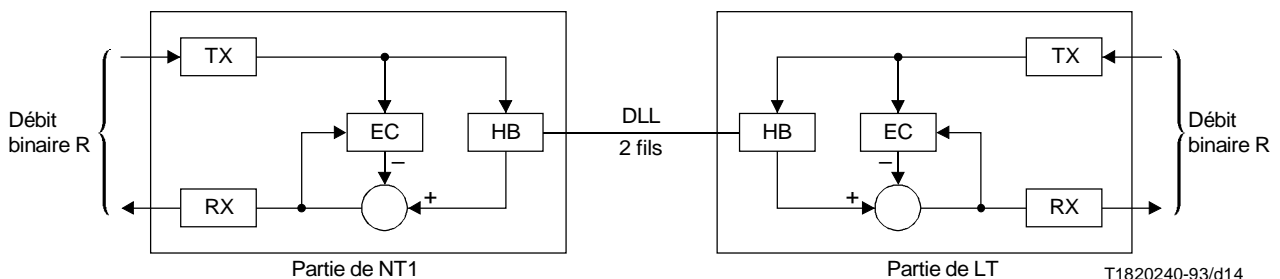 TX
TX
Débit
binaire R
EC
HB
DLL
2 fils
HB
EC
Débit
binaire R
–
+
+
–
RX
RX
Partie de NT1
Partie de LT
T1820240-93/d14